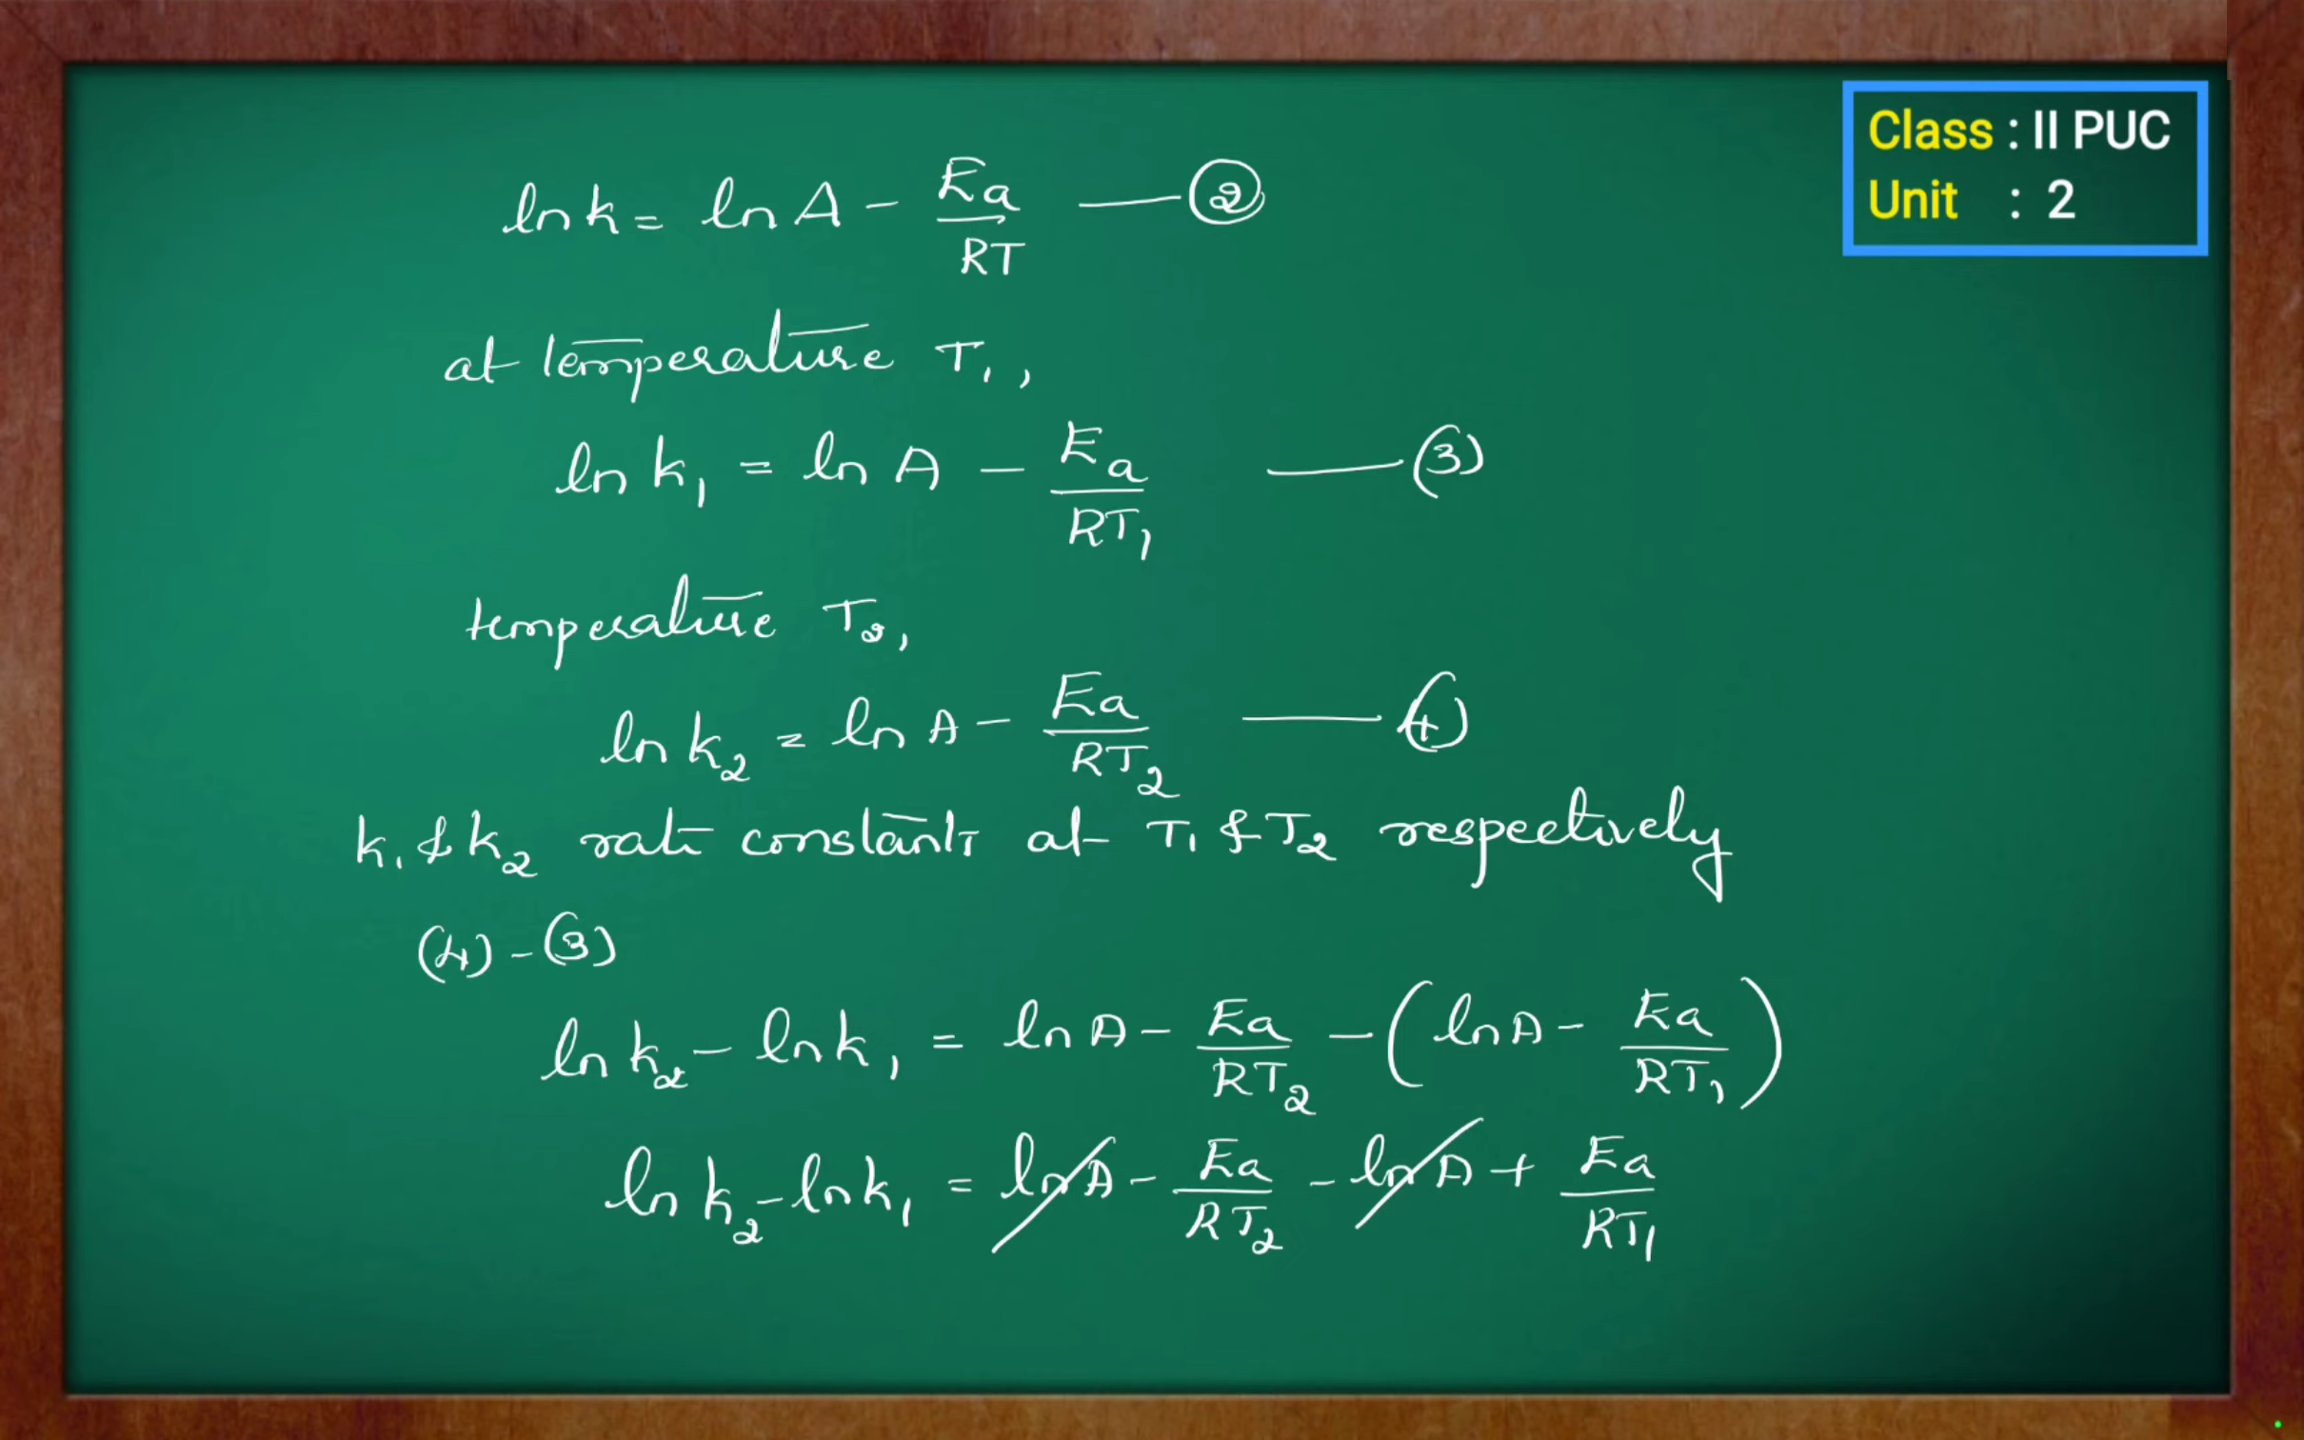 Class : II PUC
Unit : 2
ln k = ln A - Ea/RT —②
at temperature T₁,
ln k₁ = ln A - Ea/RT₁ —(3)
temperature T₂,
ln k₂ = ln A - Ea/RT₂ —(4)
k₁ & k₂ rate constants at T₁ & T₂ respectively
(4) - (3)
ln k₂ - ln k₁ = ln A - Ea/RT₂ - (ln A - Ea/RT₁)
ln k₂ - ln k₁ = ln A - Ea/RT₂ - ln A + Ea/RT₁